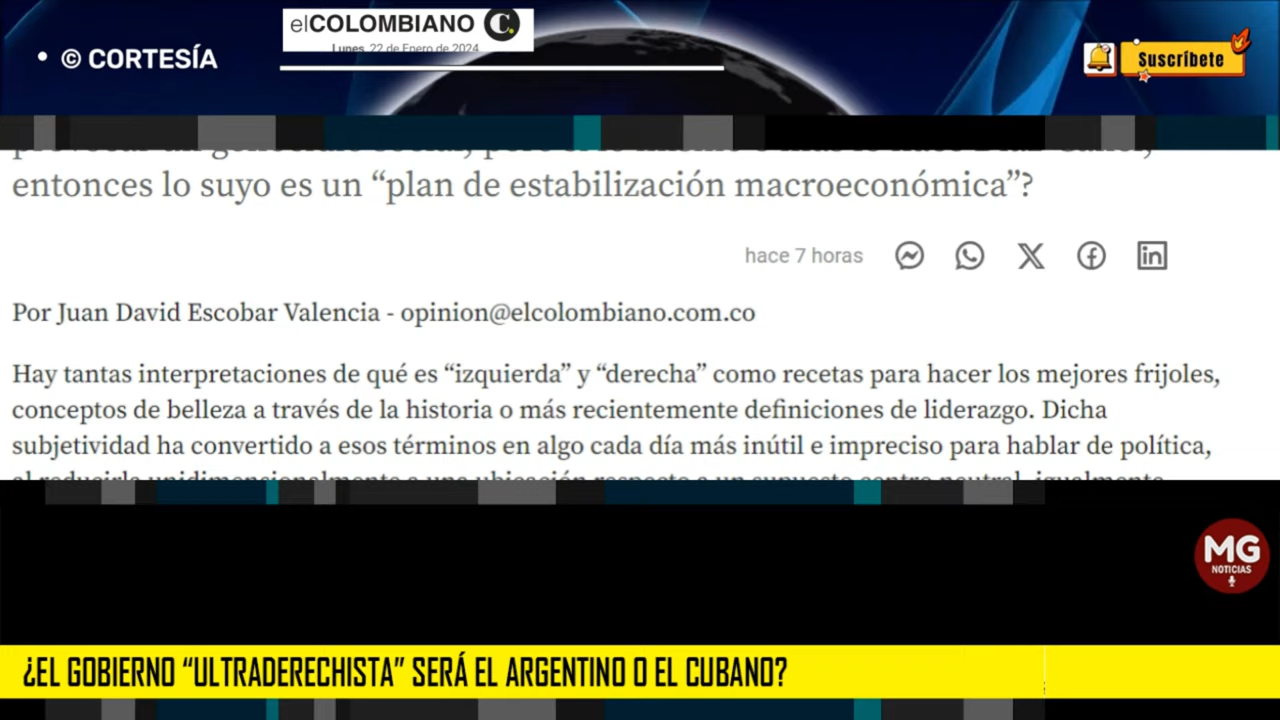 elCOLOMBIANO C.
Lunes, 22 de Enero de 2024
• © CORTESÍA
Suscríbete
entonces lo suyo es un “plan de estabilización macroeconómica”?
hace 7 horas
Por Juan David Escobar Valencia - opinion@elcolombiano.com.co
Hay tantas interpretaciones de qué es “izquierda” y “derecha” como recetas para hacer los mejores frijoles,
conceptos de belleza a través de la historia o más recientemente definiciones de liderazgo. Dicha
subjetividad ha convertido a esos términos en algo cada día más inútil e impreciso para hablar de política,
MG
NOTICIAS
¿EL GOBIERNO “ULTRADERECHISTA” SERÁ EL ARGENTINO O EL CUBANO?